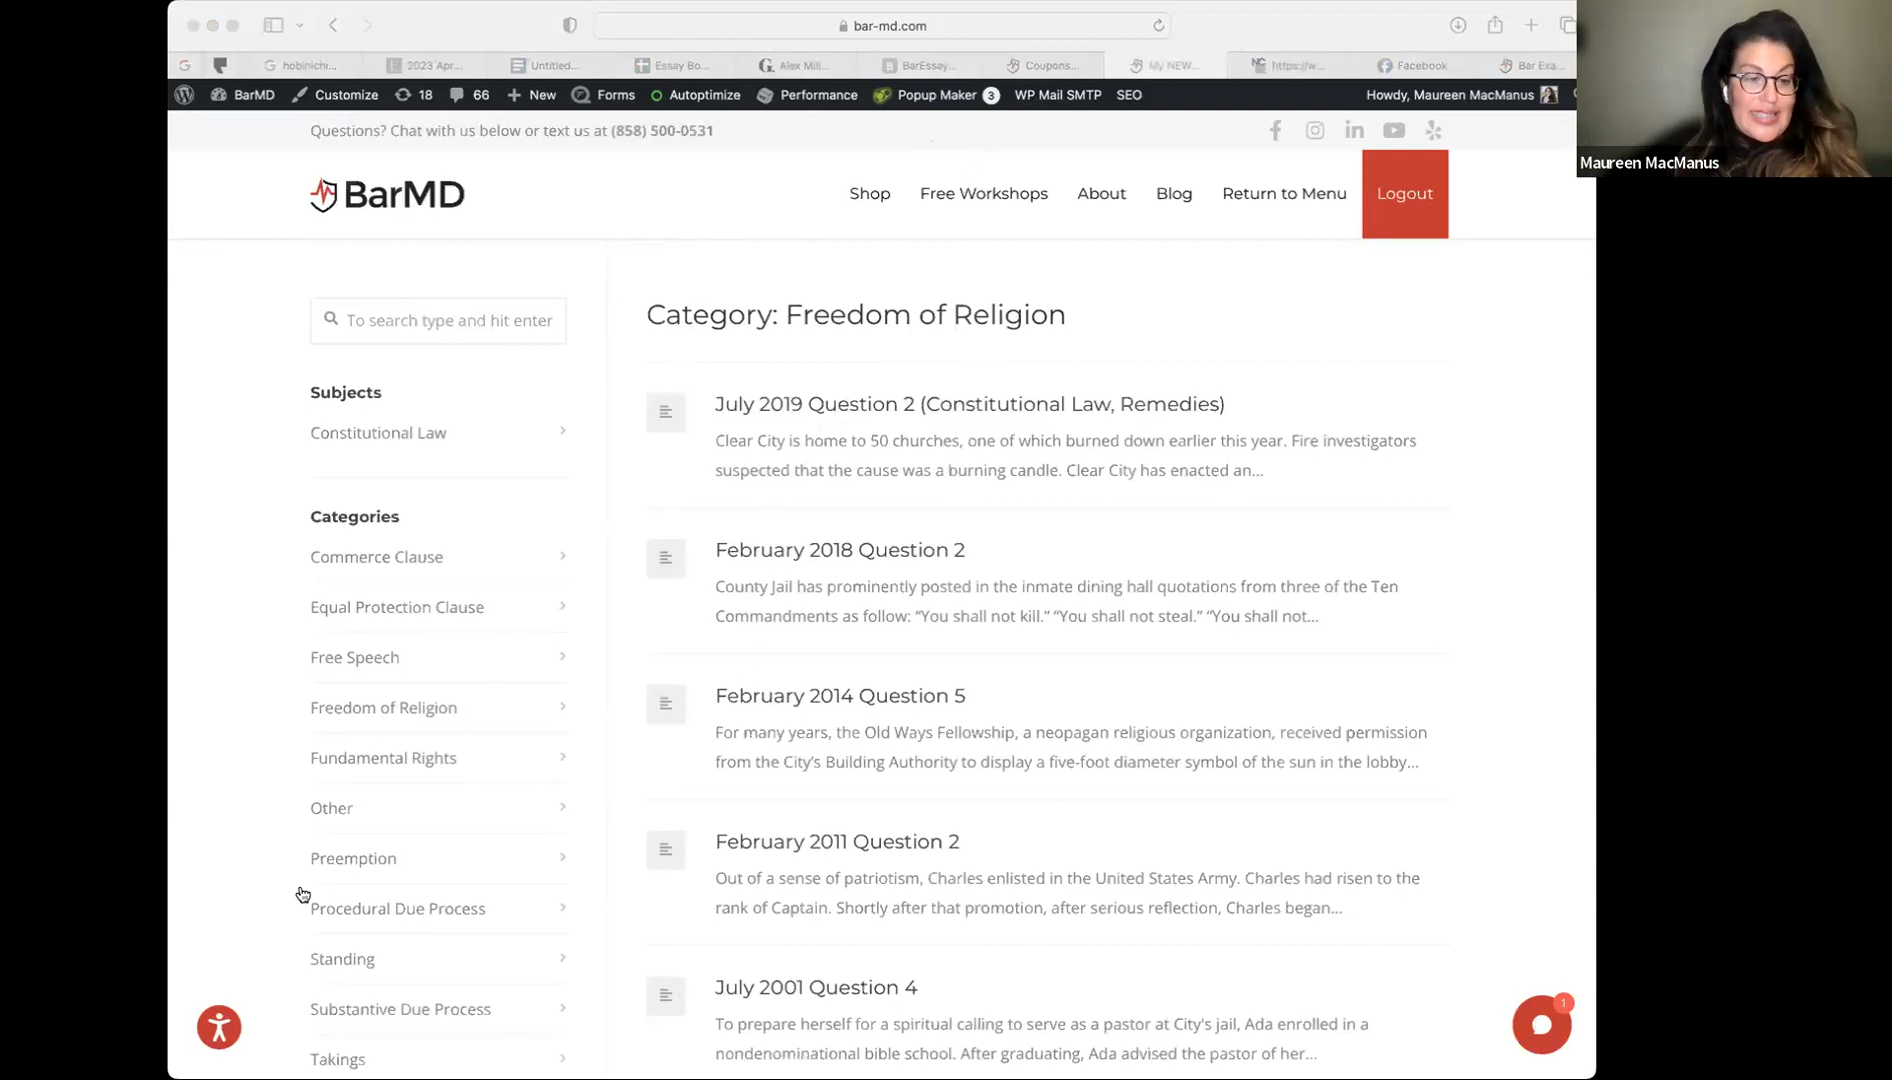 bar-md.com
hobinichi...
2023 Apr...
Untitled...
Essay Bo...
Alex Mill...
BarEssay...
Coupons...
My NEW...
https://w...
Facebook
Bar Exa...
BarMD Customize 18 66 New Forms Autoptimize Performance Popup Maker 3 WP Mail SMTP SEO Howdy, Maureen MacManus
Questions? Chat with us below or text us at (858) 500-0531
Maureen MacManus
BarMD
Shop Free Workshops About Blog Return to Menu Logout
To search type and hit enter
Subjects
Constitutional Law
Categories
Commerce Clause
Equal Protection Clause
Free Speech
Freedom of Religion
Fundamental Rights
Other
Preemption
Procedural Due Process
Standing
Substantive Due Process
Takings
Category: Freedom of Religion
July 2019 Question 2 (Constitutional Law, Remedies)
Clear City is home to 50 churches, one of which burned down earlier this year. Fire investigators
suspected that the cause was a burning candle. Clear City has enacted an...
February 2018 Question 2
County Jail has prominently posted in the inmate dining hall quotations from three of the Ten
Commandments as follow: “You shall not kill.” “You shall not steal.” “You shall not...
February 2014 Question 5
For many years, the Old Ways Fellowship, a neopagan religious organization, received permission
from the City’s Building Authority to display a five-foot diameter symbol of the sun in the lobby...
February 2011 Question 2
Out of a sense of patriotism, Charles enlisted in the United States Army. Charles had risen to the
rank of Captain. Shortly after that promotion, after serious reflection, Charles began...
July 2001 Question 4
To prepare herself for a spiritual calling to serve as a pastor at City's jail, Ada enrolled in a
nondenominational bible school. After graduating, Ada advised the pastor of her...
1